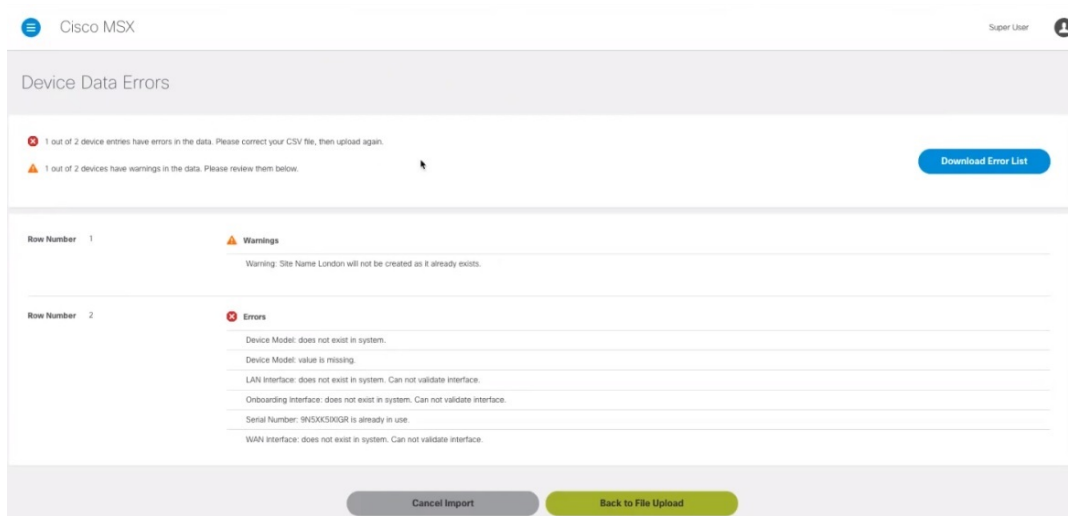 Cisco MSX
Super User
Device Data Errors
1 out of 2 device entries have errors in the data. Please correct your CSV file, then upload again.
1 out of 2 devices have warnings in the data. Please review them below.
Download Error List
Row Number 1
Warnings
Warning: Site Name London will not be created as it already exists.
Row Number 2
Errors
Device Model: does not exist in system.
Device Model: value is missing.
LAN Interface: does not exist in system. Can not validate interface.
Onboarding Interface: does not exist in system. Can not validate interface.
Serial Number: 9N5XK5IXIGR is already in use.
WAN Interface: does not exist in system. Can not validate interface.
Cancel Import
Back to File Upload